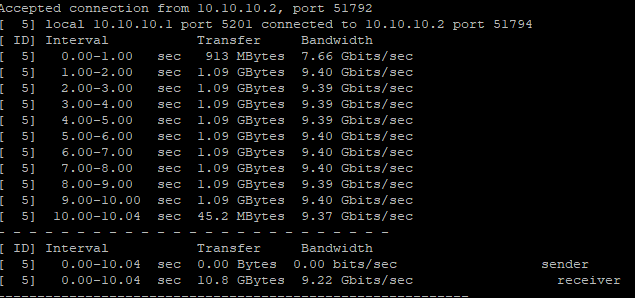 Accepted connection from 10.10.10.2, port 51792
[  5] local 10.10.10.1 port 5201 connected to 10.10.10.2 port 51794
[ ID] Interval           Transfer     Bandwidth
[  5]   0.00-1.00   sec   913 MBytes  7.66 Gbits/sec
[  5]   1.00-2.00   sec  1.09 GBytes  9.40 Gbits/sec
[  5]   2.00-3.00   sec  1.09 GBytes  9.39 Gbits/sec
[  5]   3.00-4.00   sec  1.09 GBytes  9.39 Gbits/sec
[  5]   4.00-5.00   sec  1.09 GBytes  9.39 Gbits/sec
[  5]   5.00-6.00   sec  1.09 GBytes  9.40 Gbits/sec
[  5]   6.00-7.00   sec  1.09 GBytes  9.40 Gbits/sec
[  5]   7.00-8.00   sec  1.09 GBytes  9.40 Gbits/sec
[  5]   8.00-9.00   sec  1.09 GBytes  9.39 Gbits/sec
[  5]   9.00-10.00  sec  1.09 GBytes  9.40 Gbits/sec
[  5]  10.00-10.04  sec  45.2 MBytes  9.37 Gbits/sec
- - - - - - - - - - - - - - - - - - - - - - - - -
[ ID] Interval           Transfer     Bandwidth
[  5]   0.00-10.04  sec  0.00 Bytes  0.00 bits/sec                  sender
[  5]   0.00-10.04  sec  10.8 GBytes  9.22 Gbits/sec                  receiver
-----------------------------------------------------------